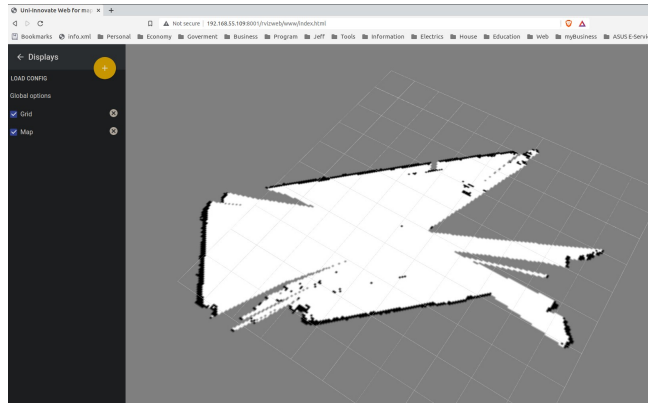 Uni-Innovate Web for map ×  +
Not secure | 192.168.55.109:8001/rvizweb/www/index.html
Bookmarks info.xml Personal Economy Goverment Business Program Jeff Tools Information Electrics House Education Web myBusiness ASUS E-Servi
← Displays
+
LOAD CONFIG
Global options
Grid
Map